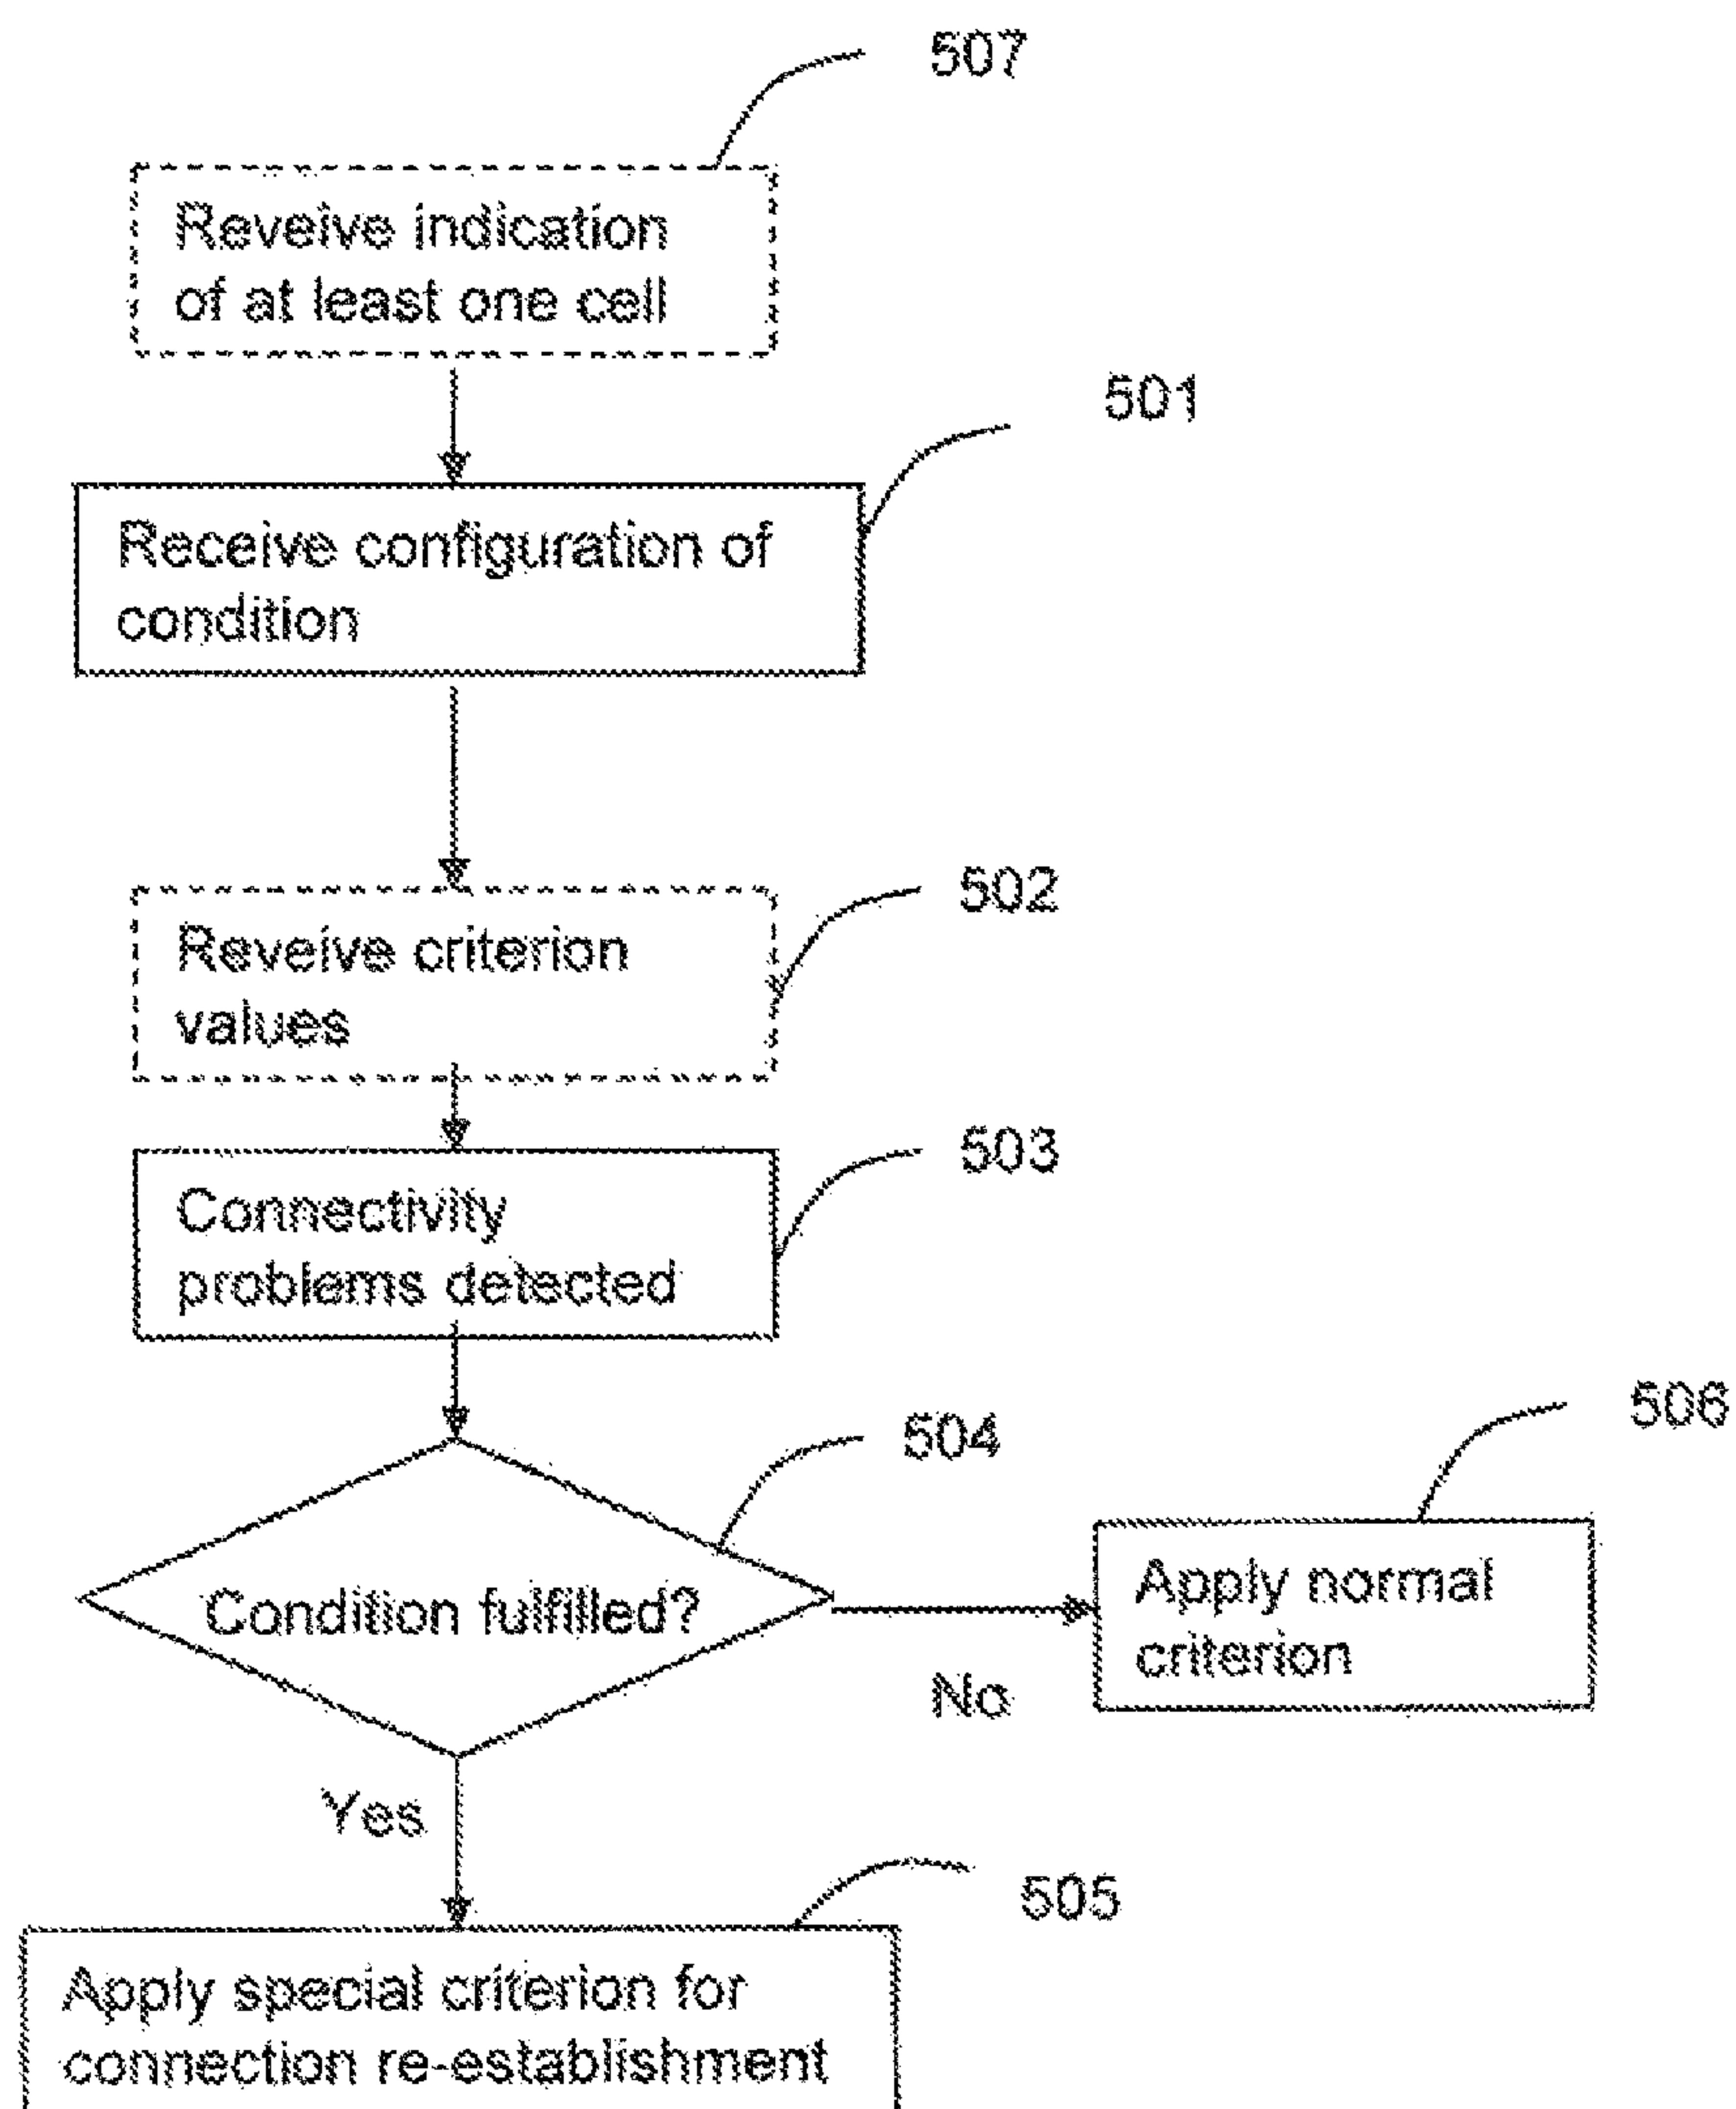 507
Reveive indication
of at least one cell
501
Receive configuration of
condition
502
Reveive criterion
values
503
Connectivity
problems detected
504
Condition fulfilled?
506
Apply normal
criterion
No
Yes
505
Apply special criterion for
connection re-establishment